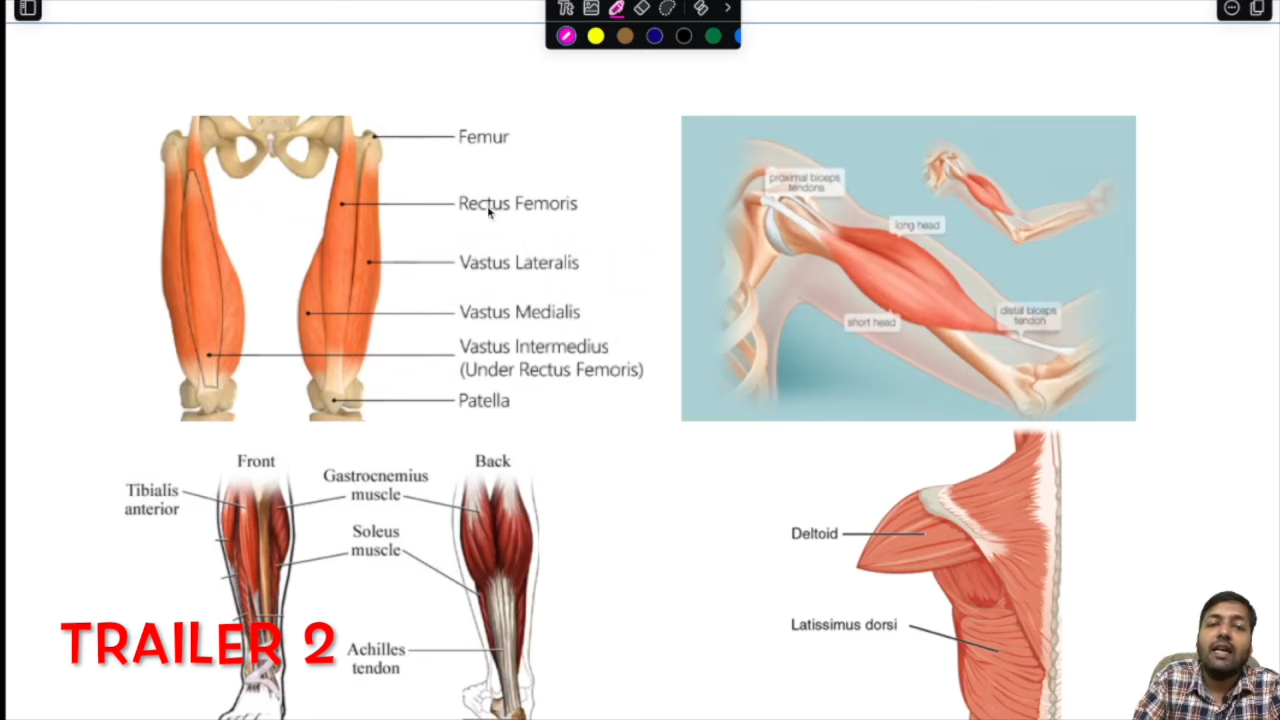 Tt
Femur
Rectus Femoris
Vastus Lateralis
Vastus Medialis
Vastus Intermedius
(Under Rectus Femoris)
Patella
proximal biceps
tendons
long head
short head
distal biceps
tendon
Front
Back
Tibialis
anterior
Gastrocnemius
muscle
Soleus
muscle
Achilles
tendon
TRAILER 2
Deltoid
Latissimus dorsi